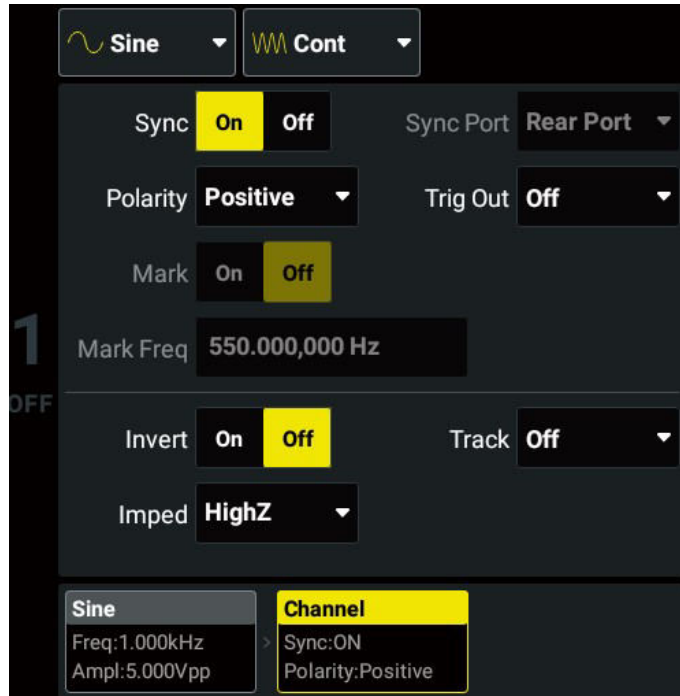 Sine Cont
Sync On Off Sync Port Rear Port
Polarity Positive Trig Out Off
Mark On Off
1
Mark Freq 550.000,000 Hz
OFF
Invert On Off Track Off
Imped HighZ
Sine Channel
Freq:1.000kHz > Sync:ON
Ampl:5.000Vpp Polarity:Positive